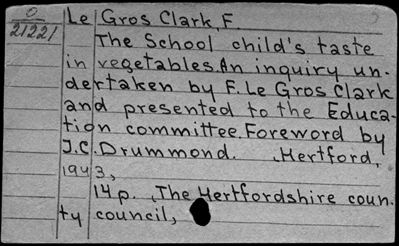 O
21221
Le Gros Clark, F.
The School child's taste
in vegetables. An inquiry un-
dertaken by F. Le Gros Clark
and presented to the Educa-
tion committee. Foreword by
J.C. Drummond. Hertford,
1943,
14 p. , The Hertfordshire coun-
ty council,